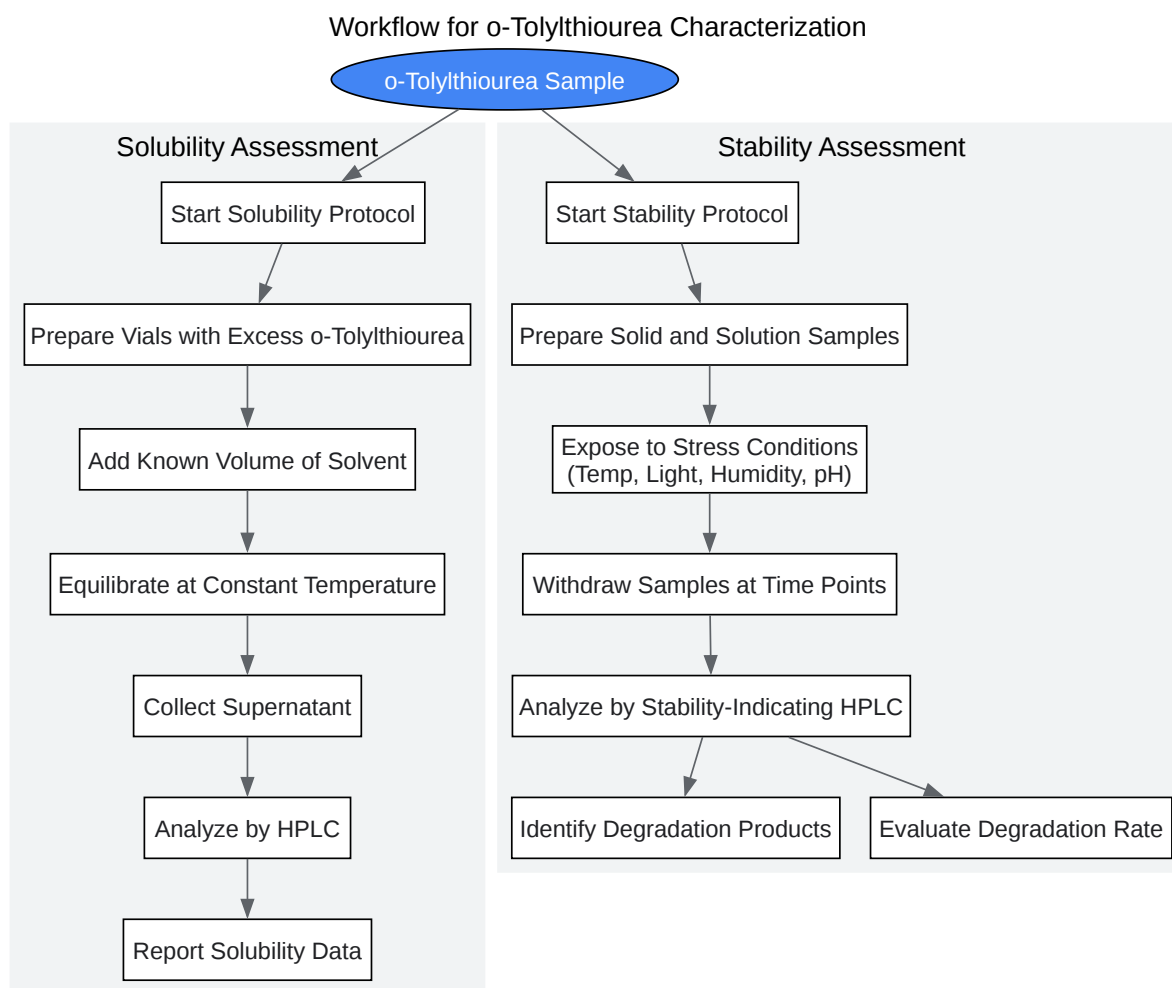 Workflow for o-Tolylthiourea Characterization
o-Tolylthiourea Sample
Solubility Assessment
Start Solubility Protocol
Prepare Vials with Excess o-Tolylthiourea
Add Known Volume of Solvent
Equilibrate at Constant Temperature
Collect Supernatant
Analyze by HPLC
Report Solubility Data
Stability Assessment
Start Stability Protocol
Prepare Solid and Solution Samples
Expose to Stress Conditions
(Temp, Light, Humidity, pH)
Withdraw Samples at Time Points
Analyze by Stability-Indicating HPLC
Identify Degradation Products
Evaluate Degradation Rate